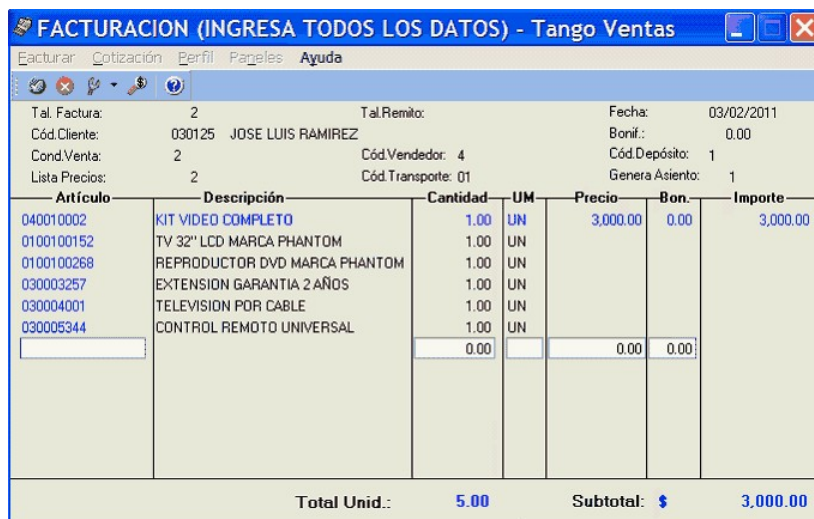 FACTURACION (INGRESA TODOS LOS DATOS) - Tango Ventas
Facturar Cotización Perfil Paneles Ayuda
Tal. Factura: 2 Tal.Remito: Fecha: 03/02/2011
Cód.Cliente: 030125 JOSE LUIS RAMIREZ Bonif.: 0.00
Cond.Venta: 2 Cód.Vendedor: 4 Cód.Depósito: 1
Lista Precios: 2 Cód.Transporte: 01 Genera Asiento: 1
Artículo Descripción Cantidad UM Precio Bon. Importe
040010002 KIT VIDEO COMPLETO 1.00 UN 3,000.00 0.00 3,000.00
0100100152 TV 32" LCD MARCA PHANTOM 1.00 UN
0100100268 REPRODUCTOR DVD MARCA PHANTOM 1.00 UN
030003257 EXTENSION GARANTIA 2 AÑOS 1.00 UN
030004001 TELEVISION POR CABLE 1.00 UN
030005344 CONTROL REMOTO UNIVERSAL 1.00 UN
0.00 0.00 0.00
Total Unid.: 5.00 Subtotal: $ 3,000.00